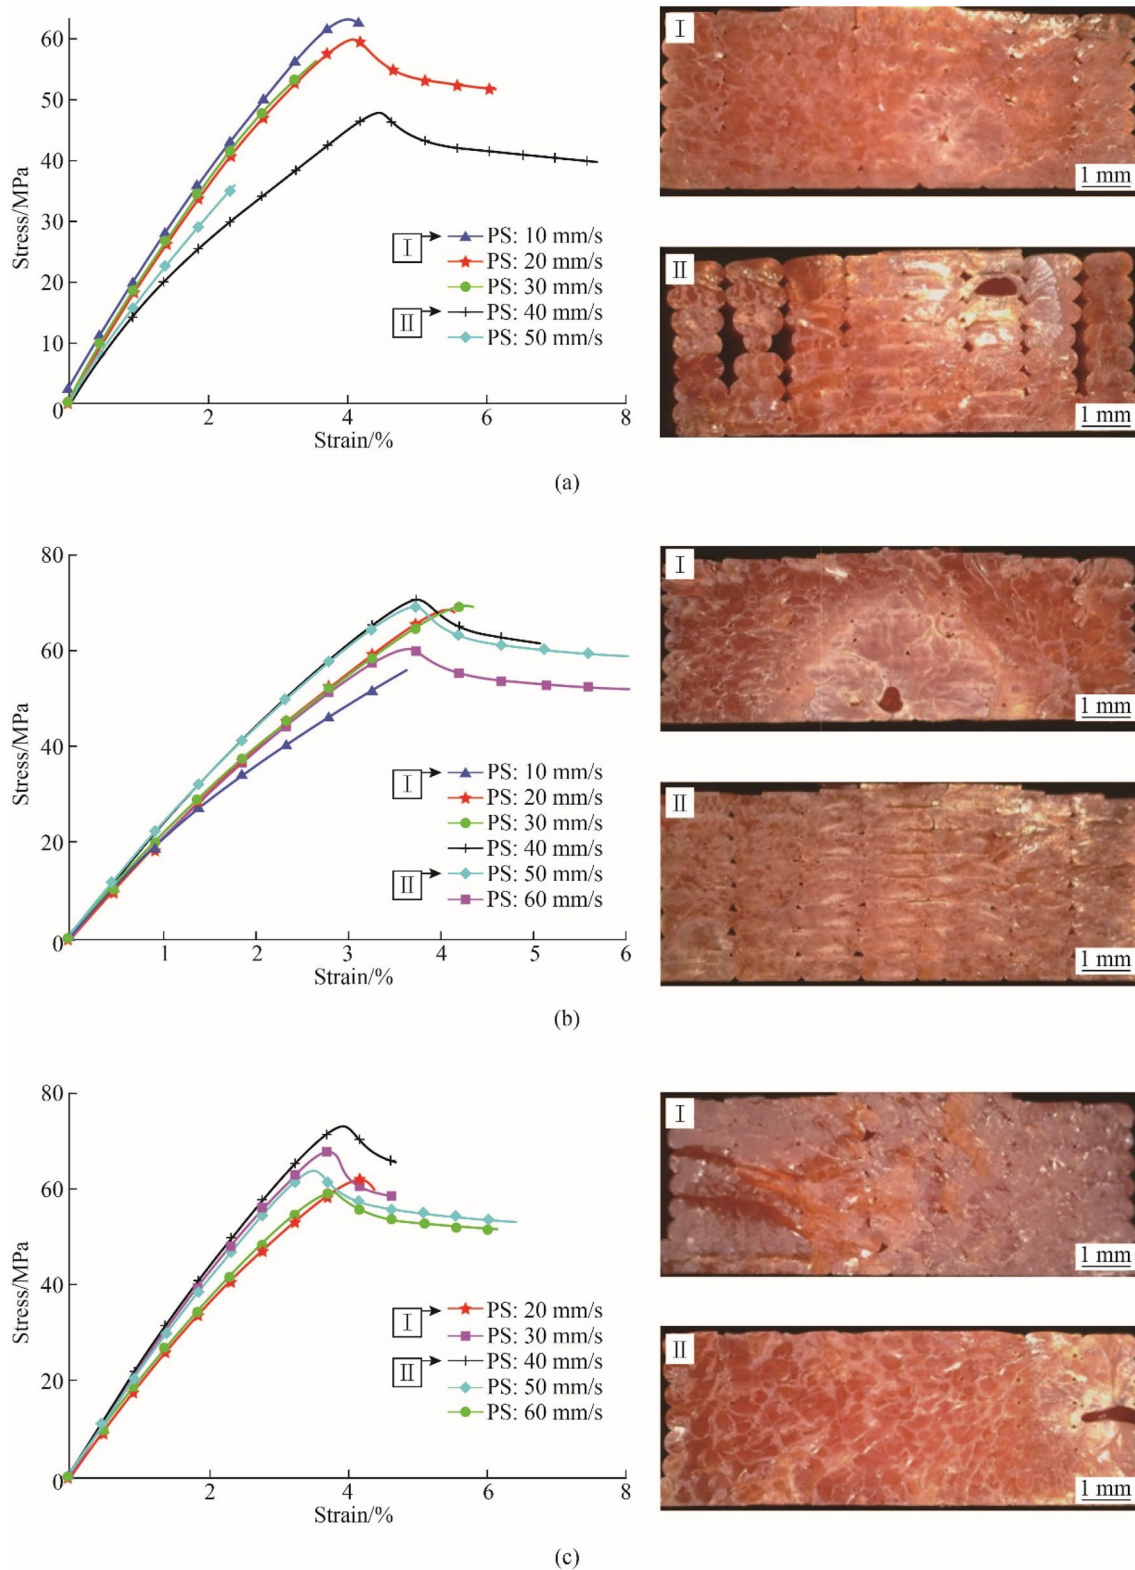 60
50
40
30
20
10
0
2
4
6
8
Stress/MPa
Strain/%
Ⅰ
PS: 10 mm/s
PS: 20 mm/s
PS: 30 mm/s
Ⅱ
PS: 40 mm/s
PS: 50 mm/s
Ⅰ
1 mm
Ⅱ
1 mm
(a)
80
60
40
20
0
1
2
3
4
5
6
Stress/MPa
Strain/%
Ⅰ
PS: 10 mm/s
PS: 20 mm/s
PS: 30 mm/s
PS: 40 mm/s
Ⅱ
PS: 50 mm/s
PS: 60 mm/s
Ⅰ
1 mm
Ⅱ
1 mm
(b)
80
60
40
20
0
2
4
6
8
Stress/MPa
Strain/%
Ⅰ
PS: 20 mm/s
PS: 30 mm/s
Ⅱ
PS: 40 mm/s
PS: 50 mm/s
PS: 60 mm/s
Ⅰ
1 mm
Ⅱ
1 mm
(c)